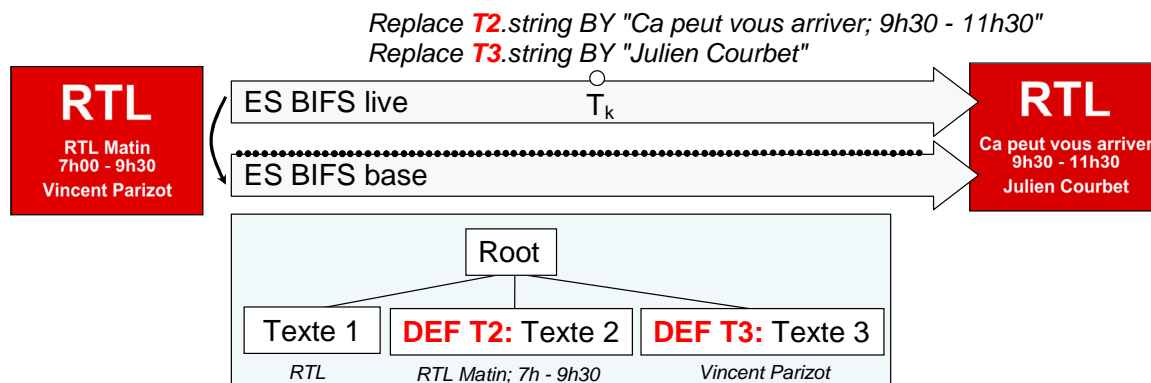 Replace T2.string BY "Ca peut vous arriver; 9h30 - 11h30"
Replace T3.string BY "Julien Courbet"
RTL
RTL Matin
7h00 - 9h30
Vincent Parizot
ES BIFS live
Tk
ES BIFS base
RTL
Ca peut vous arriver
9h30 - 11h30
Julien Courbet
Root
Texte 1
DEF T2: Texte 2
DEF T3: Texte 3
RTL
RTL Matin; 7h - 9h30
Vincent Parizot